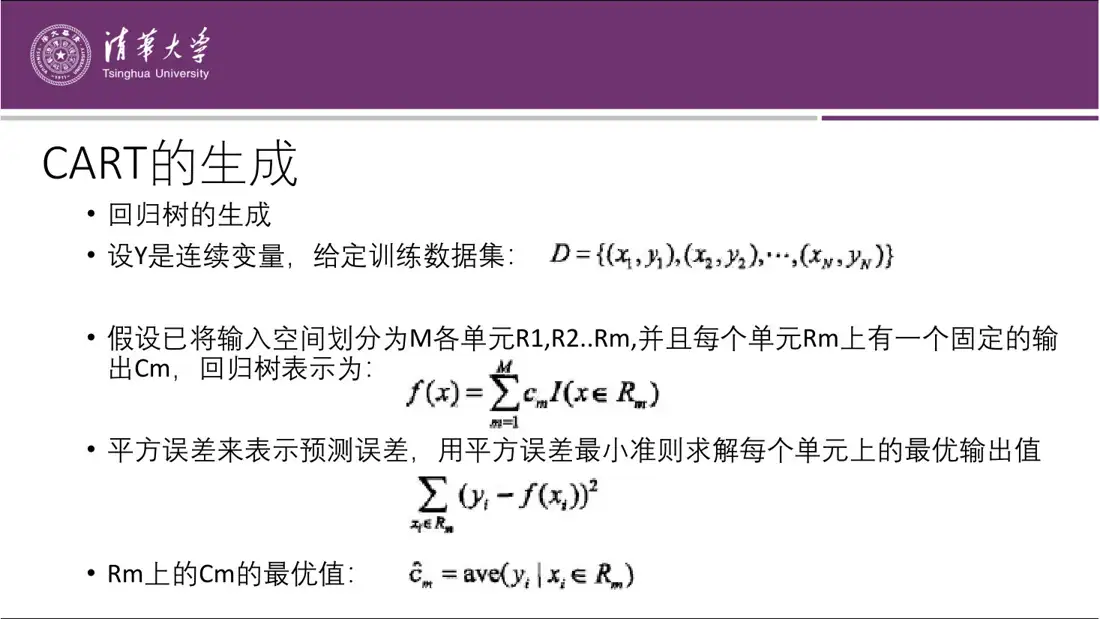 清华大学
Tsinghua University
CART的生成
• 回归树的生成
• 设Y是连续变量，给定训练数据集： D = {(x₁, y₁), (x₂, y₂), ⋯, (x_N, y_N)}
• 假设已将输入空间划分为M各单元R1,R2..Rm,并且每个单元Rm上有一个固定的输
出Cm，回归树表示为：
f(x) = ∑_{m=1}^{M} c_m I(x ∈ R_m)
• 平方误差来表示预测误差，用平方误差最小准则求解每个单元上的最优输出值
∑_{x_i ∈ R_m} (y_i − f(x_i))²
• Rm上的Cm的最优值： ĉ_m = ave(y_i | x_i ∈ R_m)